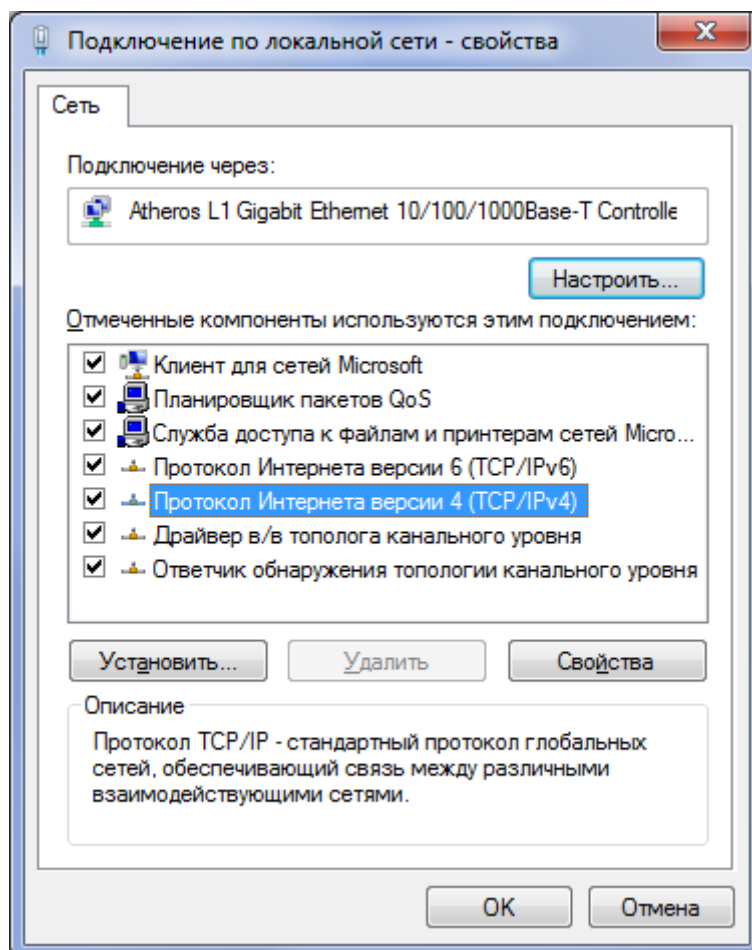 Подключение по локальной сети - свойства
Сеть
Подключение через:
Atheros L1 Gigabit Ethernet 10/100/1000Base-T Controlle
Настроить...
Отмеченные компоненты используются этим подключением:
Клиент для сетей Microsoft
Планировщик пакетов QoS
Служба доступа к файлам и принтерам сетей Micro...
Протокол Интернета версии 6 (TCP/IPv6)
Протокол Интернета версии 4 (TCP/IPv4)
Драйвер в/в тополога канального уровня
Ответчик обнаружения топологии канального уровня
Установить...
Удалить
Свойства
Описание
Протокол TCP/IP - стандартный протокол глобальных
сетей, обеспечивающий связь между различными
взаимодействующими сетями.
OK
Отмена